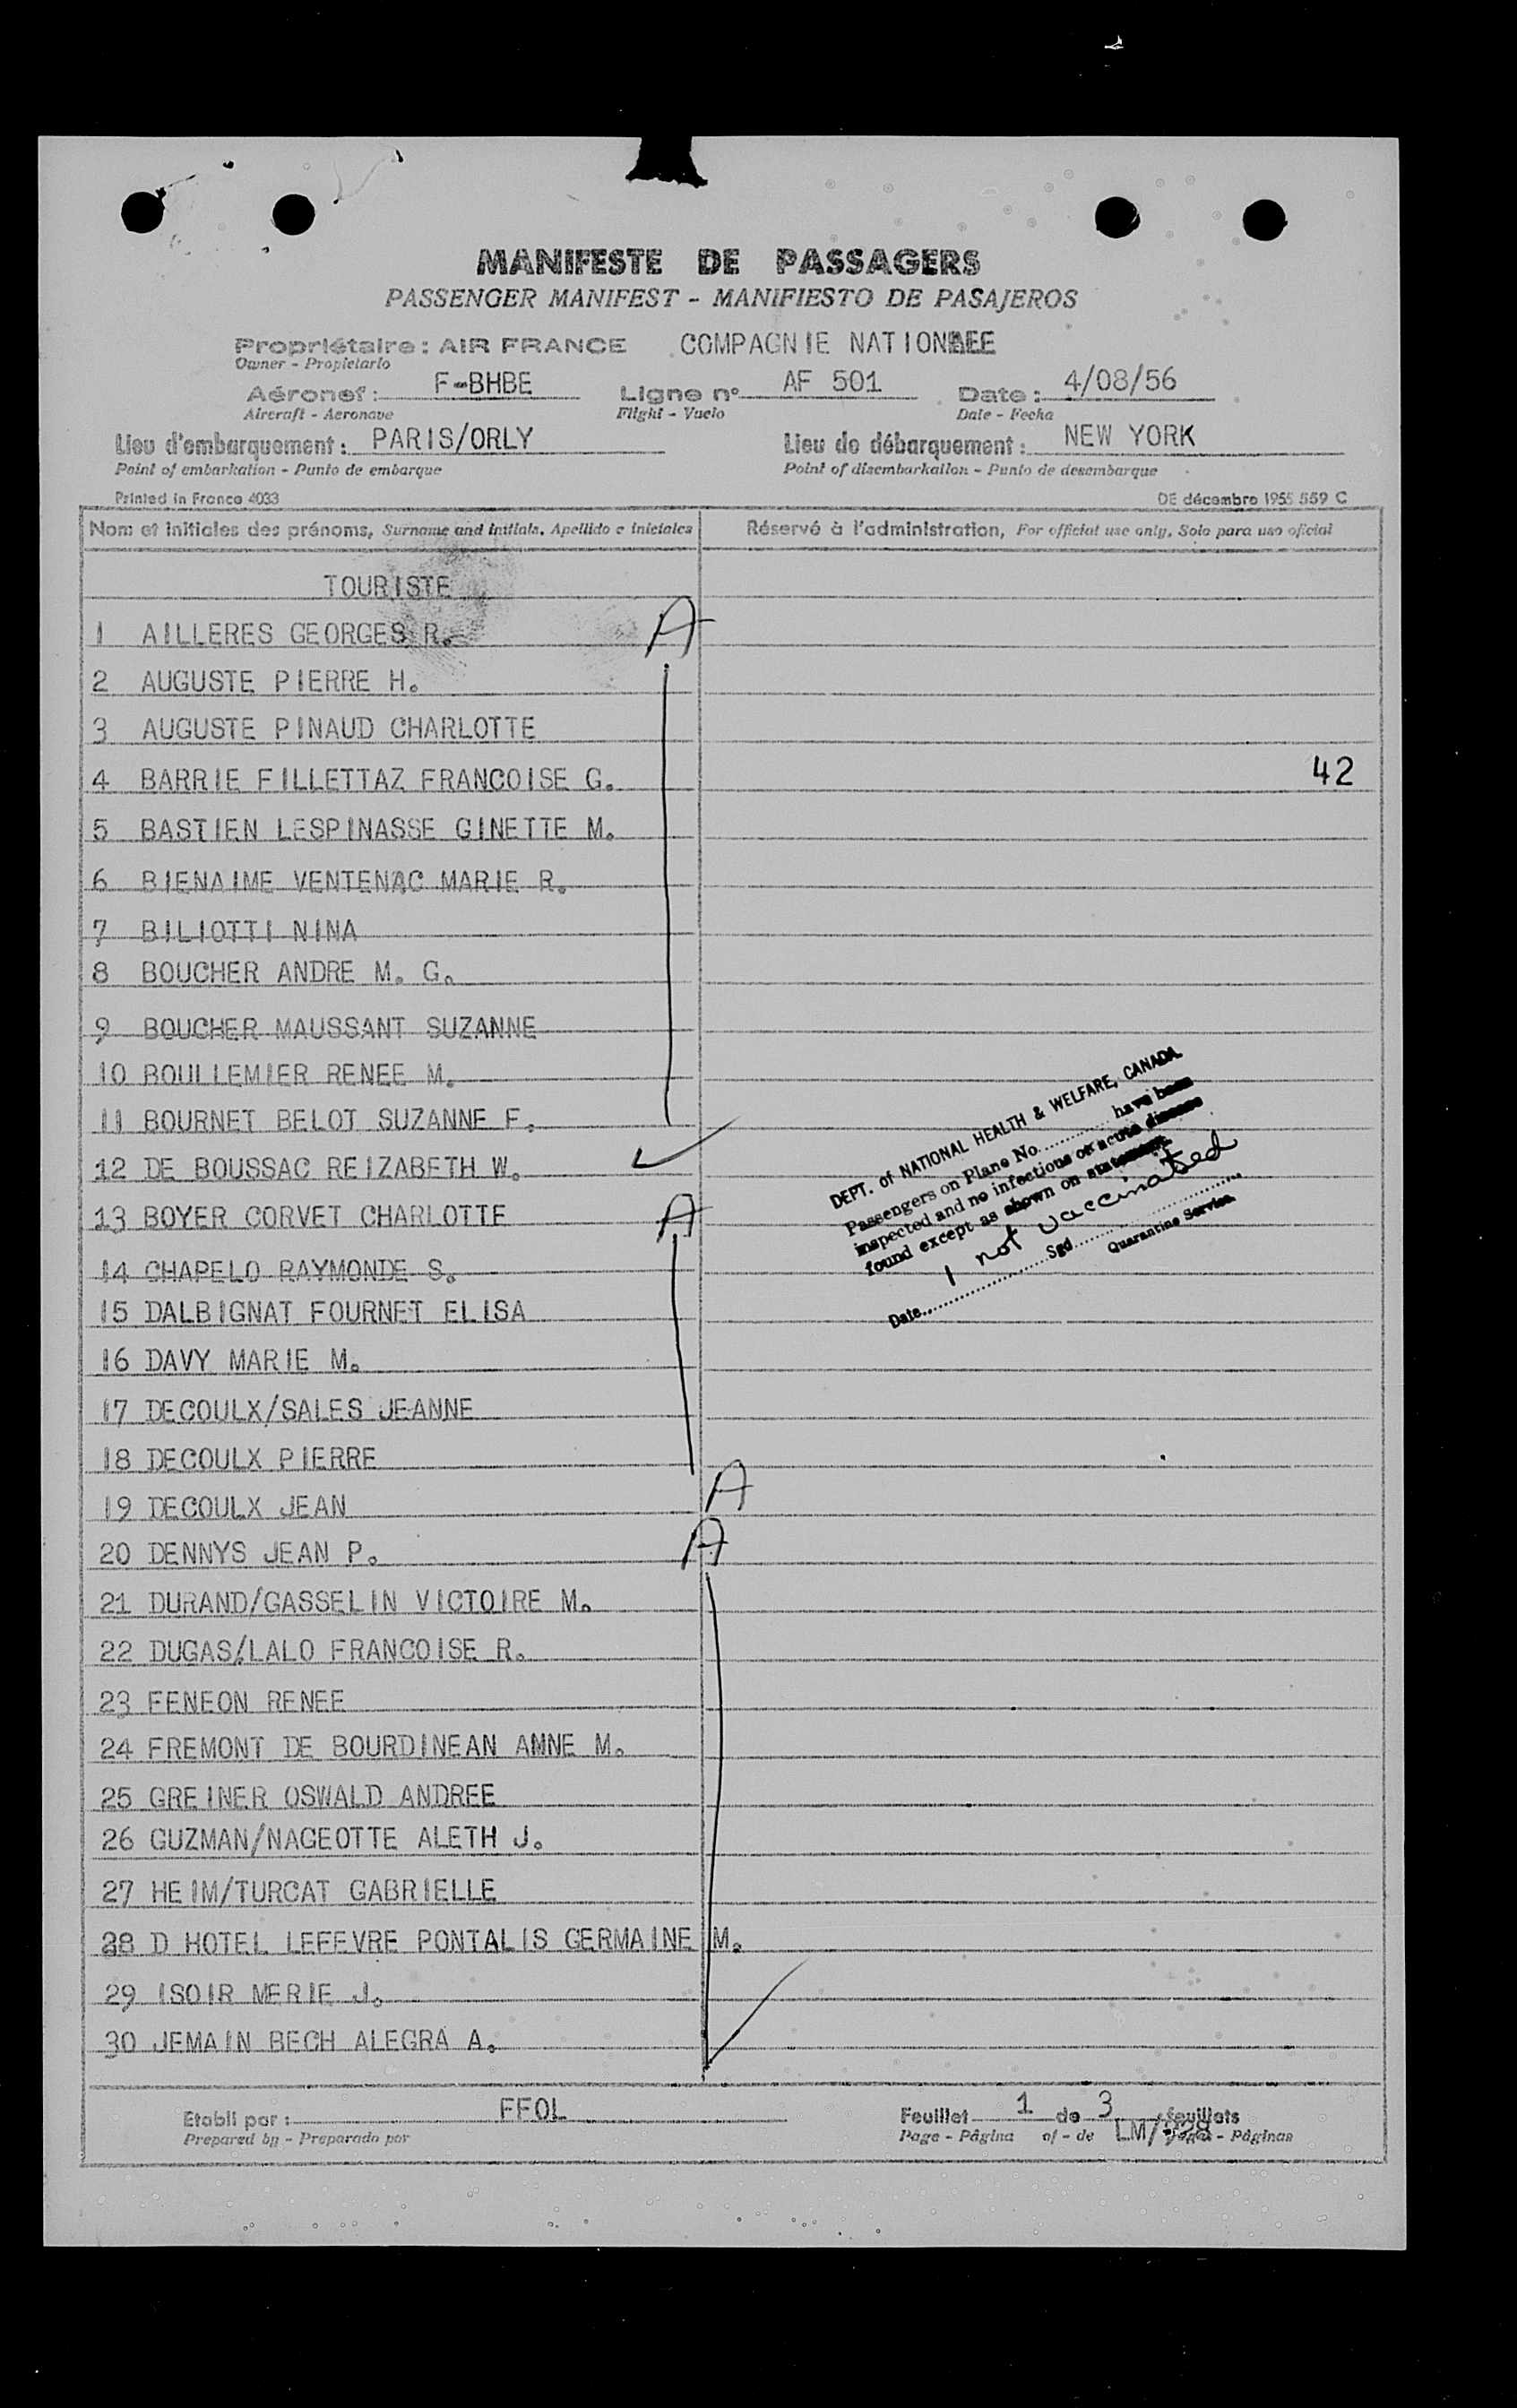 MANIFESTE DE PASSAGERS
PASSENGER MANIFEST - MANIFIESTO DE PASAJEROS
Propriétaire : AIR FRANCE COMPAGNIE NATIONALE
Owner - Propietario
Aéronef : F-BHBE Ligne n° AF 501 Date : 4/08/56
Aircraft - Aeronave Flight - Vuelo Date - Fecha
Lieu d'embarquement : PARIS/ORLY Lieu de débarquement : NEW YORK
Point of embarkation - Punto de embarque Point of disembarkation - Punto de desembarque
Printed in France 4033 DE décembre 1955 559 C
Nom et initiales des prénoms, Surname and initials, Apellido e iniciales Réservé à l'administration, For official use only, Solo para uso oficial
TOURISTE
1 AILLERES GEORGES R. A
2 AUGUSTE PIERRE H.
3 AUGUSTE PINAUD CHARLOTTE
4 BARRIE FILLETTAZ FRANCOISE G. 42
5 BASTIEN LESPINASSE GINETTE M.
6 BIENAIME VENTENAC MARIE R.
7 BILIOTTI NINA
8 BOUCHER ANDRE M. G.
9 BOUCHER MAUSSANT SUZANNE
10 BOULLEMIER RENEE M.
11 BOURNET BELOT SUZANNE F.
12 DE BOUSSAC REIZABETH W.
13 BOYER CORVET CHARLOTTE A
14 CHAPELO RAYMONDE S.
15 DALBIGNAT FOURNET ELISA
16 DAVY MARIE M.
17 DECOULX/SALES JEANNE
18 DECOULX PIERRE
19 DECOULX JEAN A
20 DENNYS JEAN P. A
21 DURAND/GASSELIN VICTOIRE M.
22 DUGAS/LALO FRANCOISE R.
23 FENEON RENEE
24 FREMONT DE BOURDINEAN ANNE M.
25 GREINER OSWALD ANDREE
26 GUZMAN/NAGEOTTE ALETH J.
27 HEIM/TURCAT GABRIELLE
28 D HOTEL LEFEVRE PONTALIS GERMAINE M.
29 ISOIR MERIE J.
30 JEMAIN BECH ALEGRA A.
DEPT. of NATIONAL HEALTH & WELFARE, CANADA
Passengers on Plane No. have been
inspected and no infectious or acute disease
found except as shown on statement.
1 not vaccinated
Date Sgd
Quarantine Service
Etabli par : FFOL Feuillet 1 de 3 feuillets
Prepared by - Preparado por Page - Página of - de LM/ - Páginas